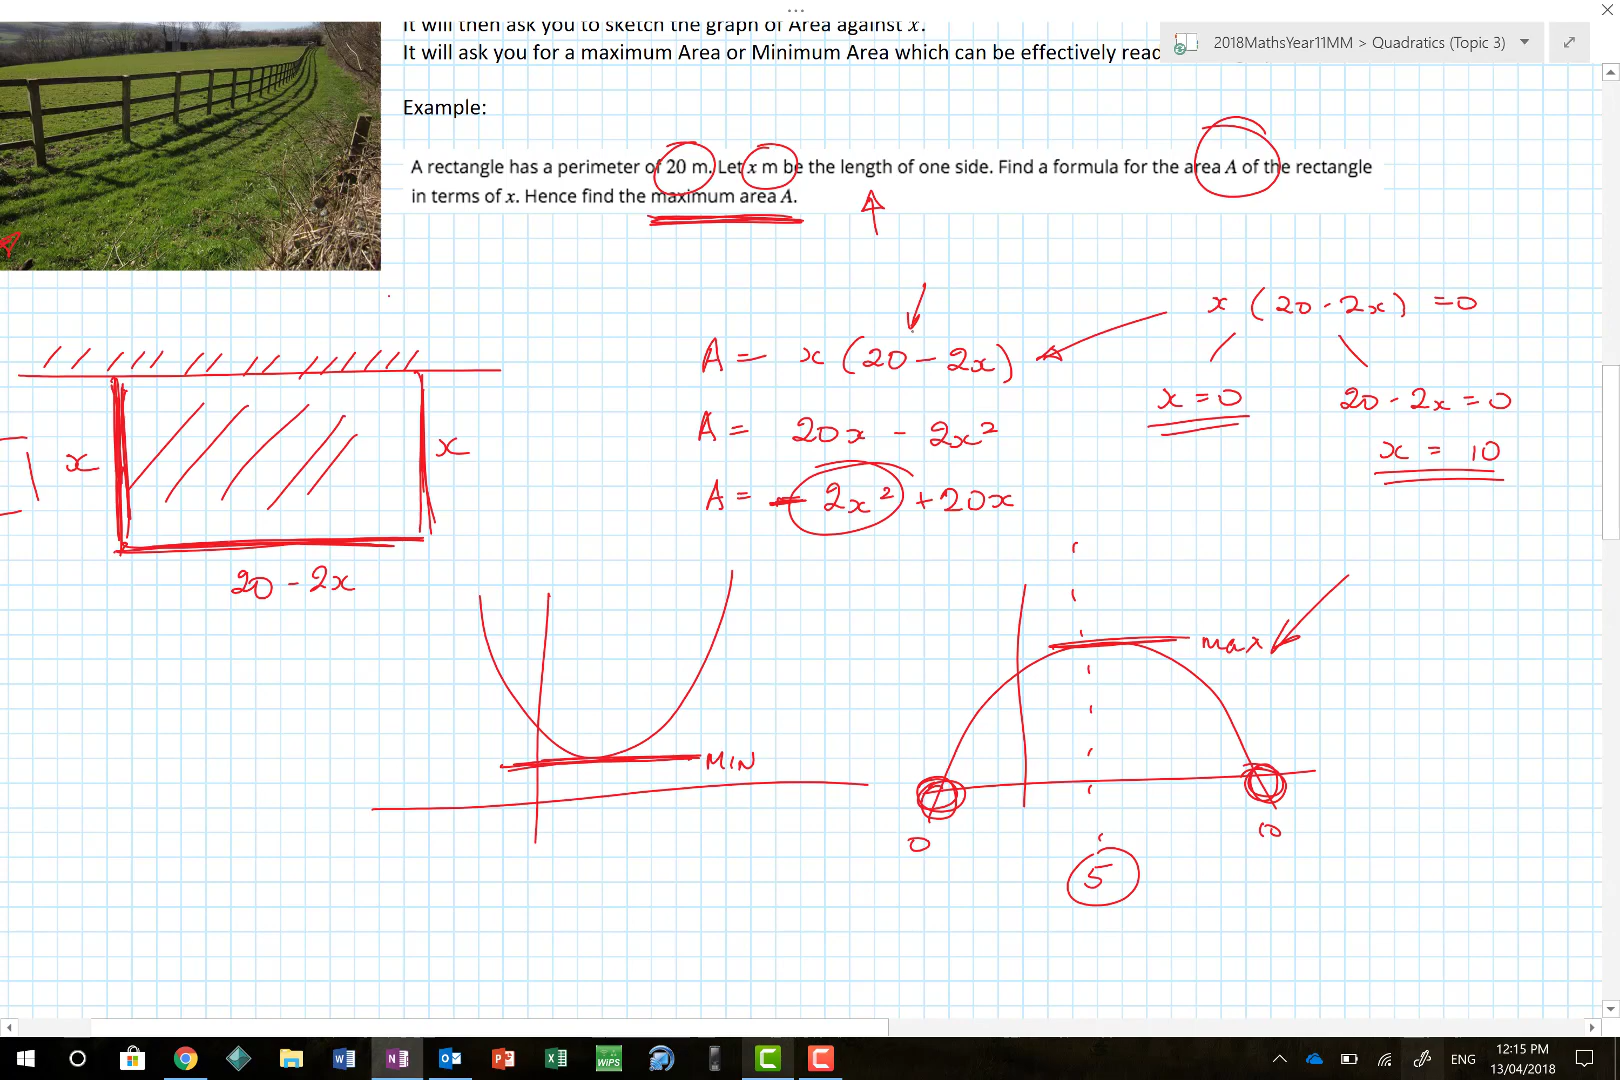 It will then ask you to sketch the graph of Area against x.
It will ask you for a maximum Area or Minimum Area which can be effectively read
2018MathsYear11MM > Quadratics (Topic 3)
Example:
A rectangle has a perimeter of 20 m. Let x m be the length of one side. Find a formula for the area A of the rectangle
in terms of x. Hence find the maximum area A.
x (20 - 2x) = 0
A = x (20 - 2x)
x = 0
20 - 2x = 0
A = 20x - 2x²
x = 10
x
x
A = - 2x² + 20x
20 - 2x
max
MIN
0
10
5
WiPS
ENG
12:15 PM
13/04/2018